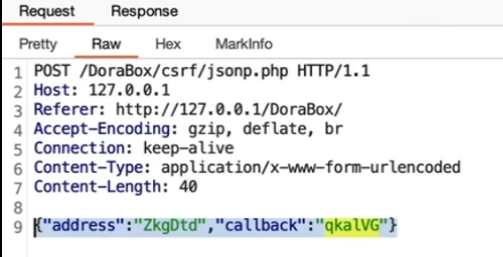 Request Response
Pretty Raw Hex MarkInfo
1 POST /DoraBox/csrf/jsonp.php HTTP/1.1
2 Host: 127.0.0.1
3 Referer: http://127.0.0.1/DoraBox/
4 Accept-Encoding: gzip, deflate, br
5 Connection: keep-alive
6 Content-Type: application/x-www-form-urlencoded
7 Content-Length: 40
8
9 {"address":"ZkgDtd","callback":"qkalVG"}